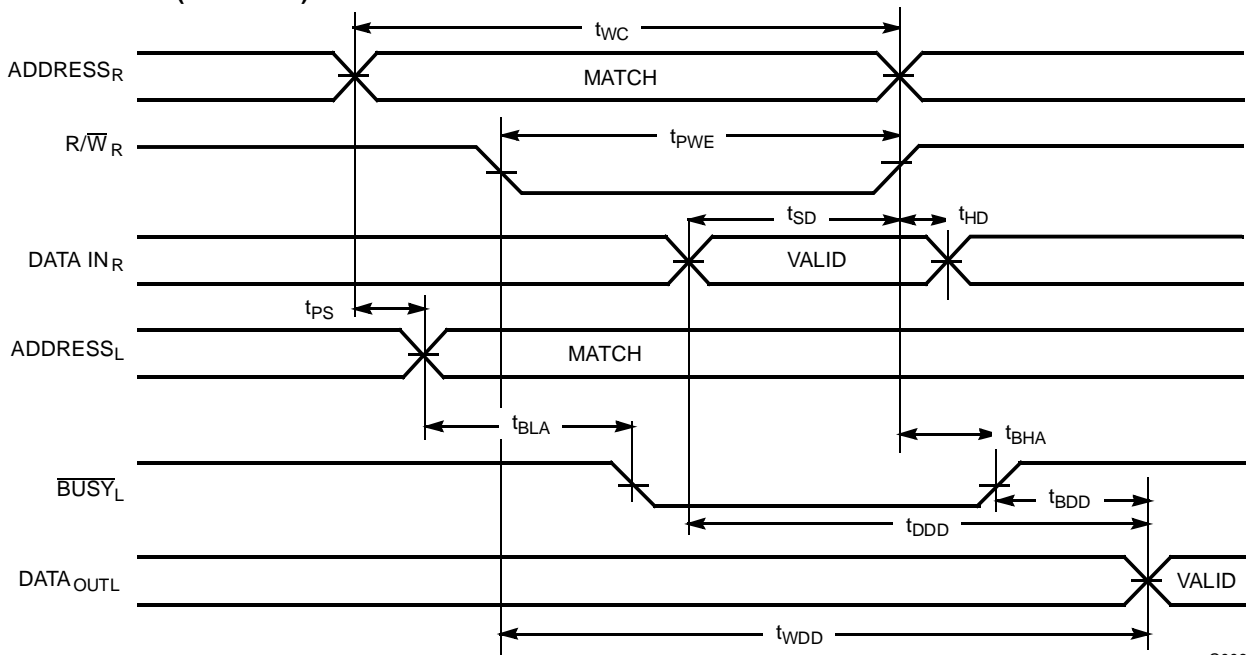 tWC
ADDRESSR
MATCH
R/W̅ R
tPWE
tSD
tHD
DATA INR
VALID
tPS
ADDRESSL
MATCH
tBLA
tBHA
B̅U̅S̅Y̅L
tBDD
tDDD
DATAOUTL
VALID
tWDD